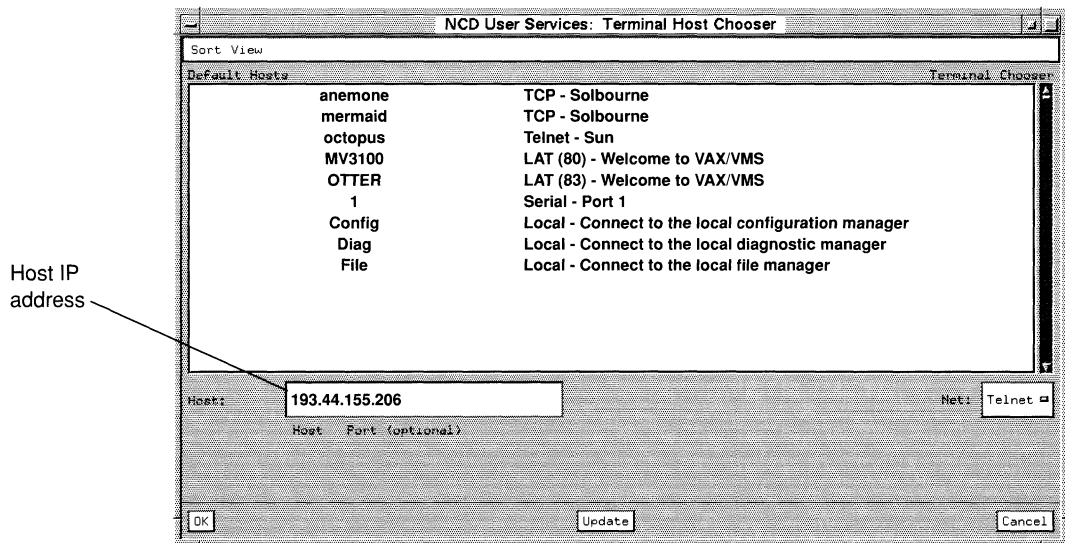 NCD User Services: Terminal Host Chooser
Sort View
Default Hosts Terminal Chooser
anemone TCP - Solbourne
mermaid TCP - Solbourne
octopus Telnet - Sun
MV3100 LAT (80) - Welcome to VAX/VMS
OTTER LAT (83) - Welcome to VAX/VMS
1 Serial - Port 1
Config Local - Connect to the local configuration manager
Diag Local - Connect to the local diagnostic manager
File Local - Connect to the local file manager
Host IP
address
Host: 193.44.155.206 Net: Telnet
Host Port (optional)
OK Update Cancel